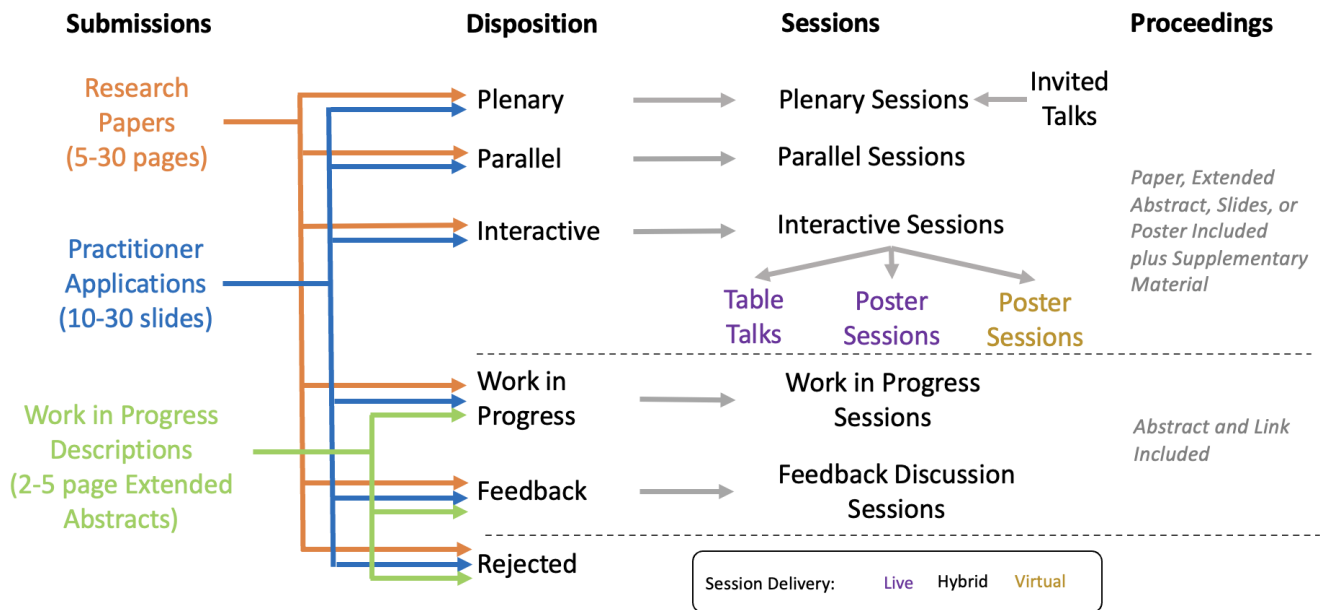 Submissions
Disposition
Sessions
Proceedings
Research
Papers
(5-30 pages)
Practitioner
Applications
(10-30 slides)
Work in Progress
Descriptions
(2-5 page Extended
Abstracts)
Plenary
Parallel
Interactive
Work in
Progress
Feedback
Rejected
Plenary Sessions
Invited
Talks
Parallel Sessions
Interactive Sessions
Table
Talks
Poster
Sessions
Poster
Sessions
Work in Progress
Sessions
Feedback Discussion
Sessions
Paper, Extended
Abstract, Slides, or
Poster Included
plus Supplementary
Material
Abstract and Link
Included
Session Delivery: Live Hybrid Virtual